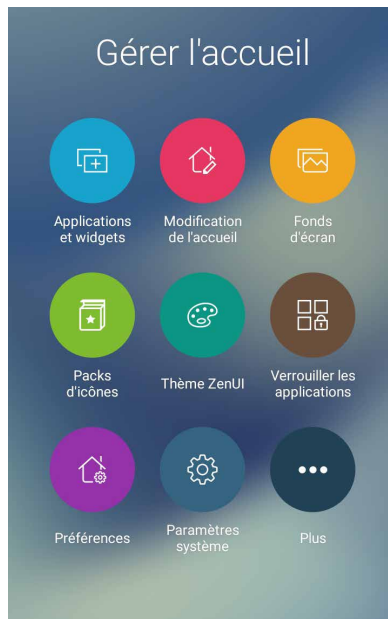 Gérer l'accueil
Applications
et widgets
Modification
de l'accueil
Fonds
d'écran
Packs
d'icônes
Thème ZenUI
Verrouiller les
applications
Préférences
Paramètres
système
Plus